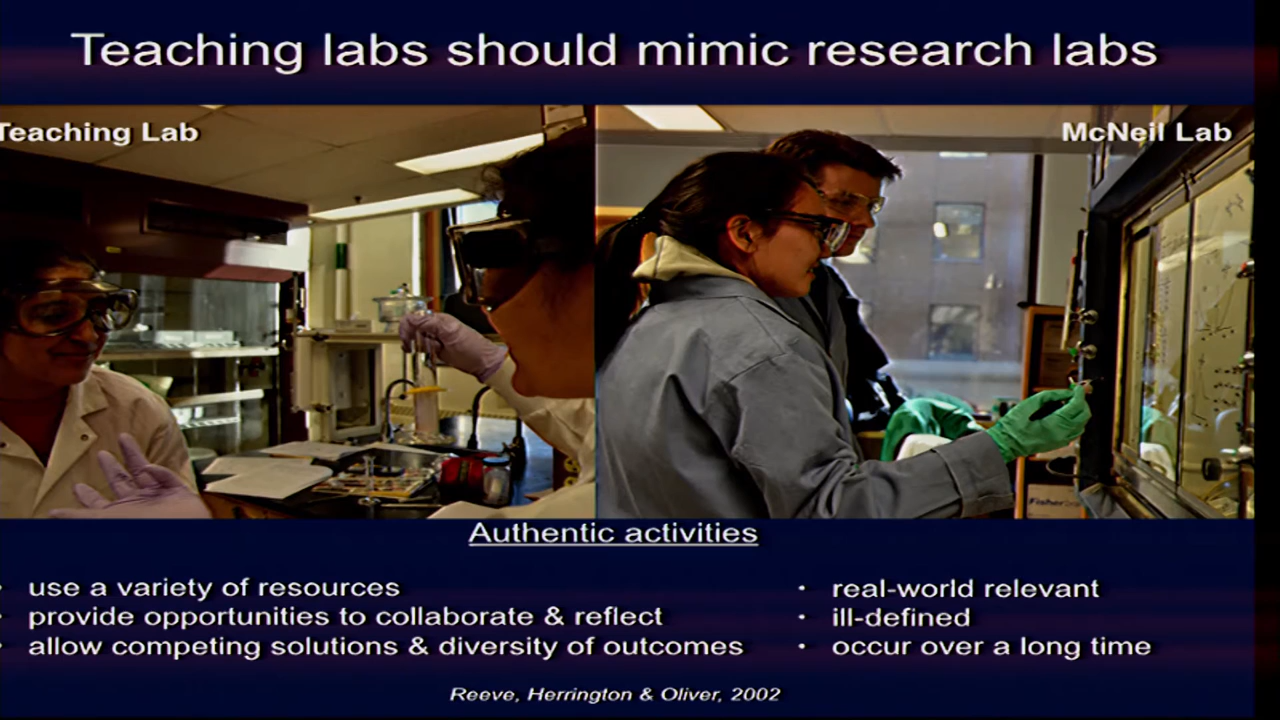 Teaching labs should mimic research labs
Teaching Lab
McNeil Lab
Authentic activities
• use a variety of resources
• provide opportunities to collaborate & reflect
• allow competing solutions & diversity of outcomes
• real-world relevant
• ill-defined
• occur over a long time
Reeve, Herrington & Oliver, 2002